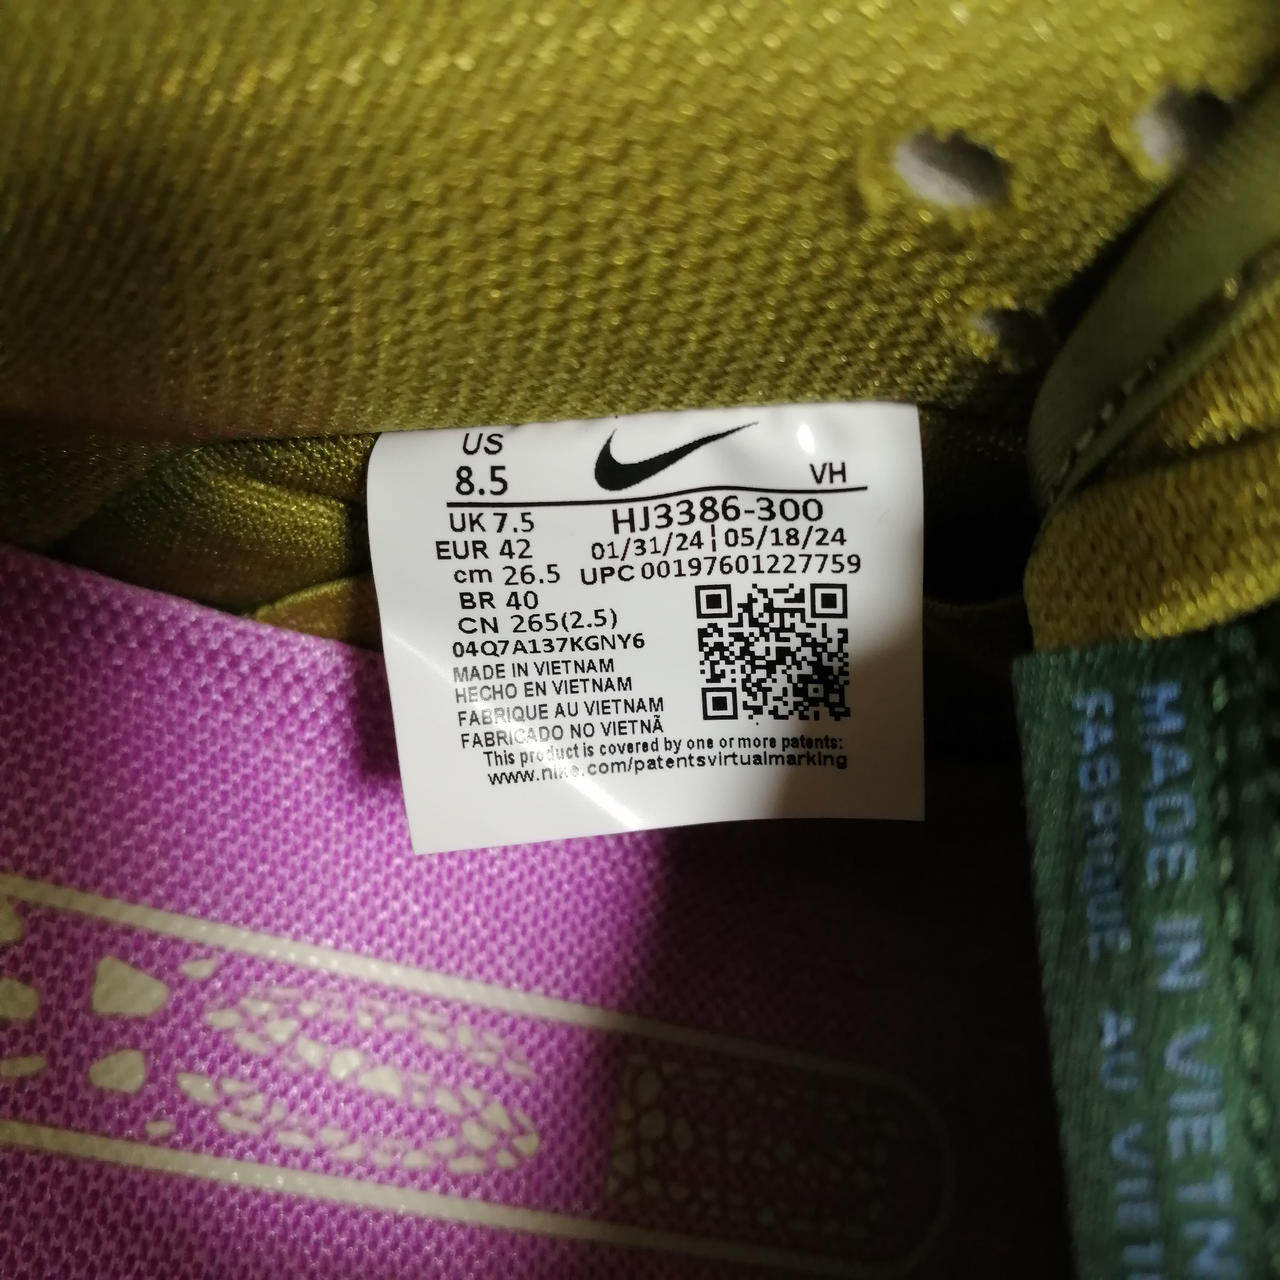 US
8.5
VH
UK 7.5
HJ3386-300
EUR 42
01/31/24 | 05/18/24
cm 26.5
UPC 00197601227759
BR 40
CN 265(2.5)
04Q7A137KGNY6
MADE IN VIETNAM
HECHO EN VIETNAM
FABRIQUE AU VIETNAM
FABRICADO NO VIETNÃ
This product is covered by one or more patents:
www.nike.com/patentsvirtualmarking
MADE IN VIETN
FABRIQUE AU VIET